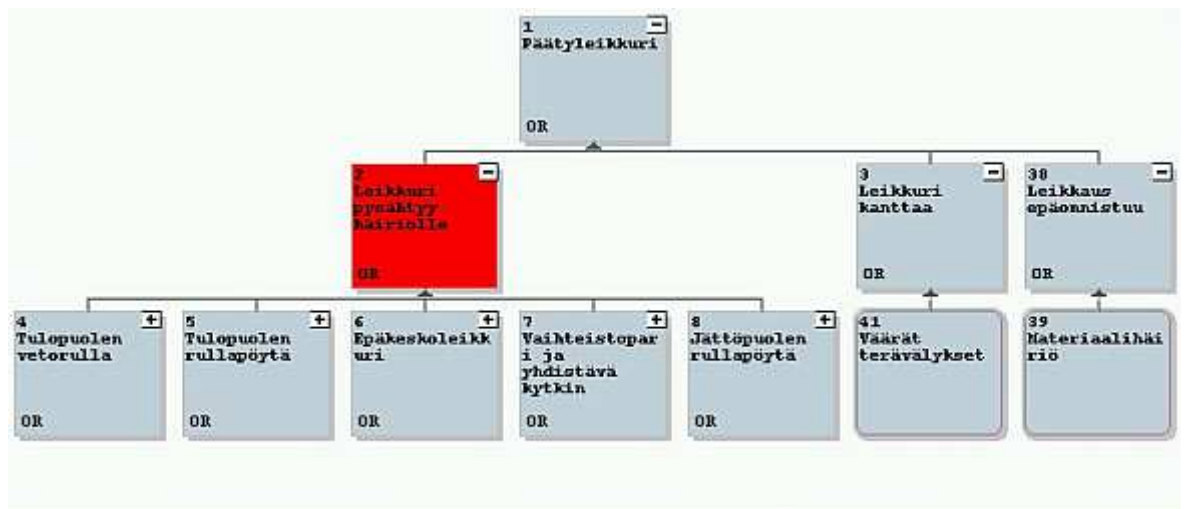 1
Päätyleikkuri
OR
2
Leikkuri
pysähtyy
häiriölle
OR
3
Leikkuri
kanttaa
OR
38
Leikkaus
epäonnistuu
OR
4
Tulopuolen
vetorulla
OR
5
Tulopuolen
rullapöytä
OR
6
Epäkeskoleikk
uri
OR
7
Vaihteistopar
i ja
yhdistävä
kytkin
OR
8
Jättöpuolen
rullapöytä
OR
41
Väärät
terävälykset
39
Materiaalihäi
riö